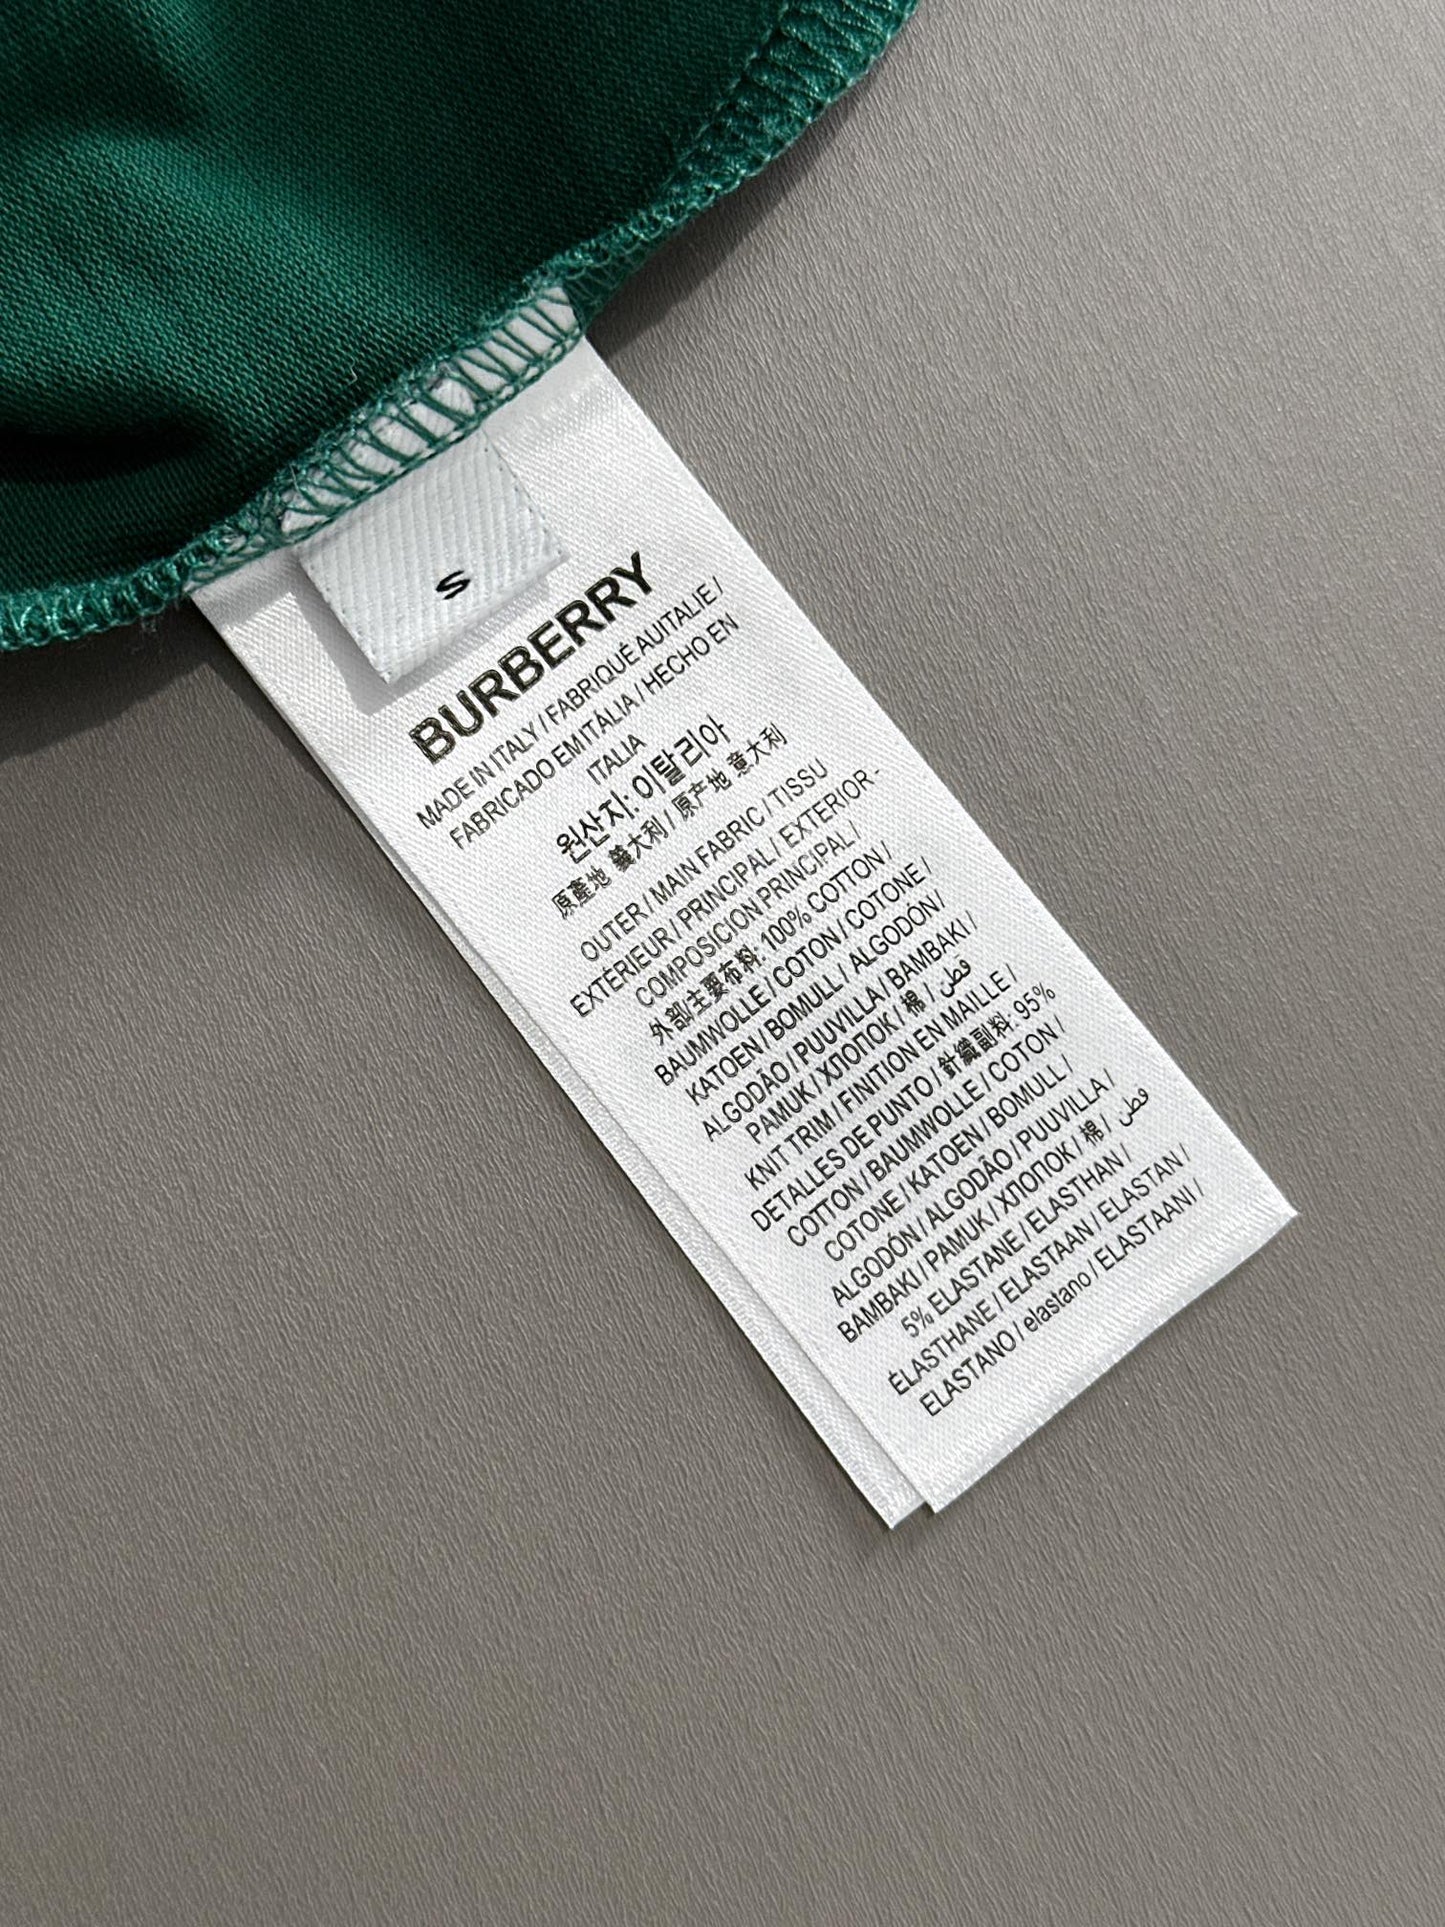 S
BURBERRY
MADE IN ITALY / FABRIQUÉ AUITALIE /
FABRICADO EM ITÁLIA / HECHO EN
ITALIA
원산지: 이탈리아
原產地 義大利 / 原产地 意大利
OUTER / MAIN FABRIC / TISSU
EXTÉRIEUR / PRINCIPAL / EXTERIOR -
COMPOSICION PRINCIPAL /
外部/主要布料: 100% COTTON /
BAUMWOLLE / COTON / COTONE /
KATOEN / BOMULL / ALGODÓN /
ALGODÃO / PUUVILLA / BAMBAKI /
PAMUK / ХЛОПОК / 棉 / قطن
KNIT TRIM / FINITION EN MAILLE /
DETALLES DE PUNTO / 針織副料: 95%
COTTON / BAUMWOLLE / COTON /
COTONE / KATOEN / BOMULL /
ALGODÓN / ALGODÃO / PUUVILLA /
BAMBAKI / PAMUK / ХЛОПОК / 棉 / قطن
5% ELASTANE / ELASTHAN /
ÉLASTHANE / ELASTAAN / ELASTAN /
ELASTANO / elastano / ELASTAANI /